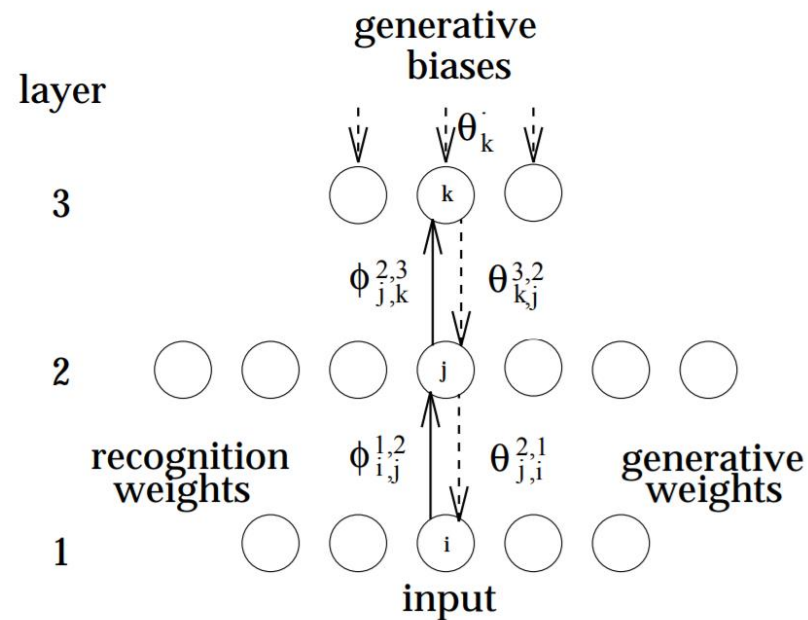 generative
biases
layer
θ_k
3
k
ϕ^{2,3}_{j,k}
θ^{3,2}_{k,j}
2
j
recognition
weights
ϕ^{1,2}_{i,j}
θ^{2,1}_{j,i}
generative
weights
1
i
input